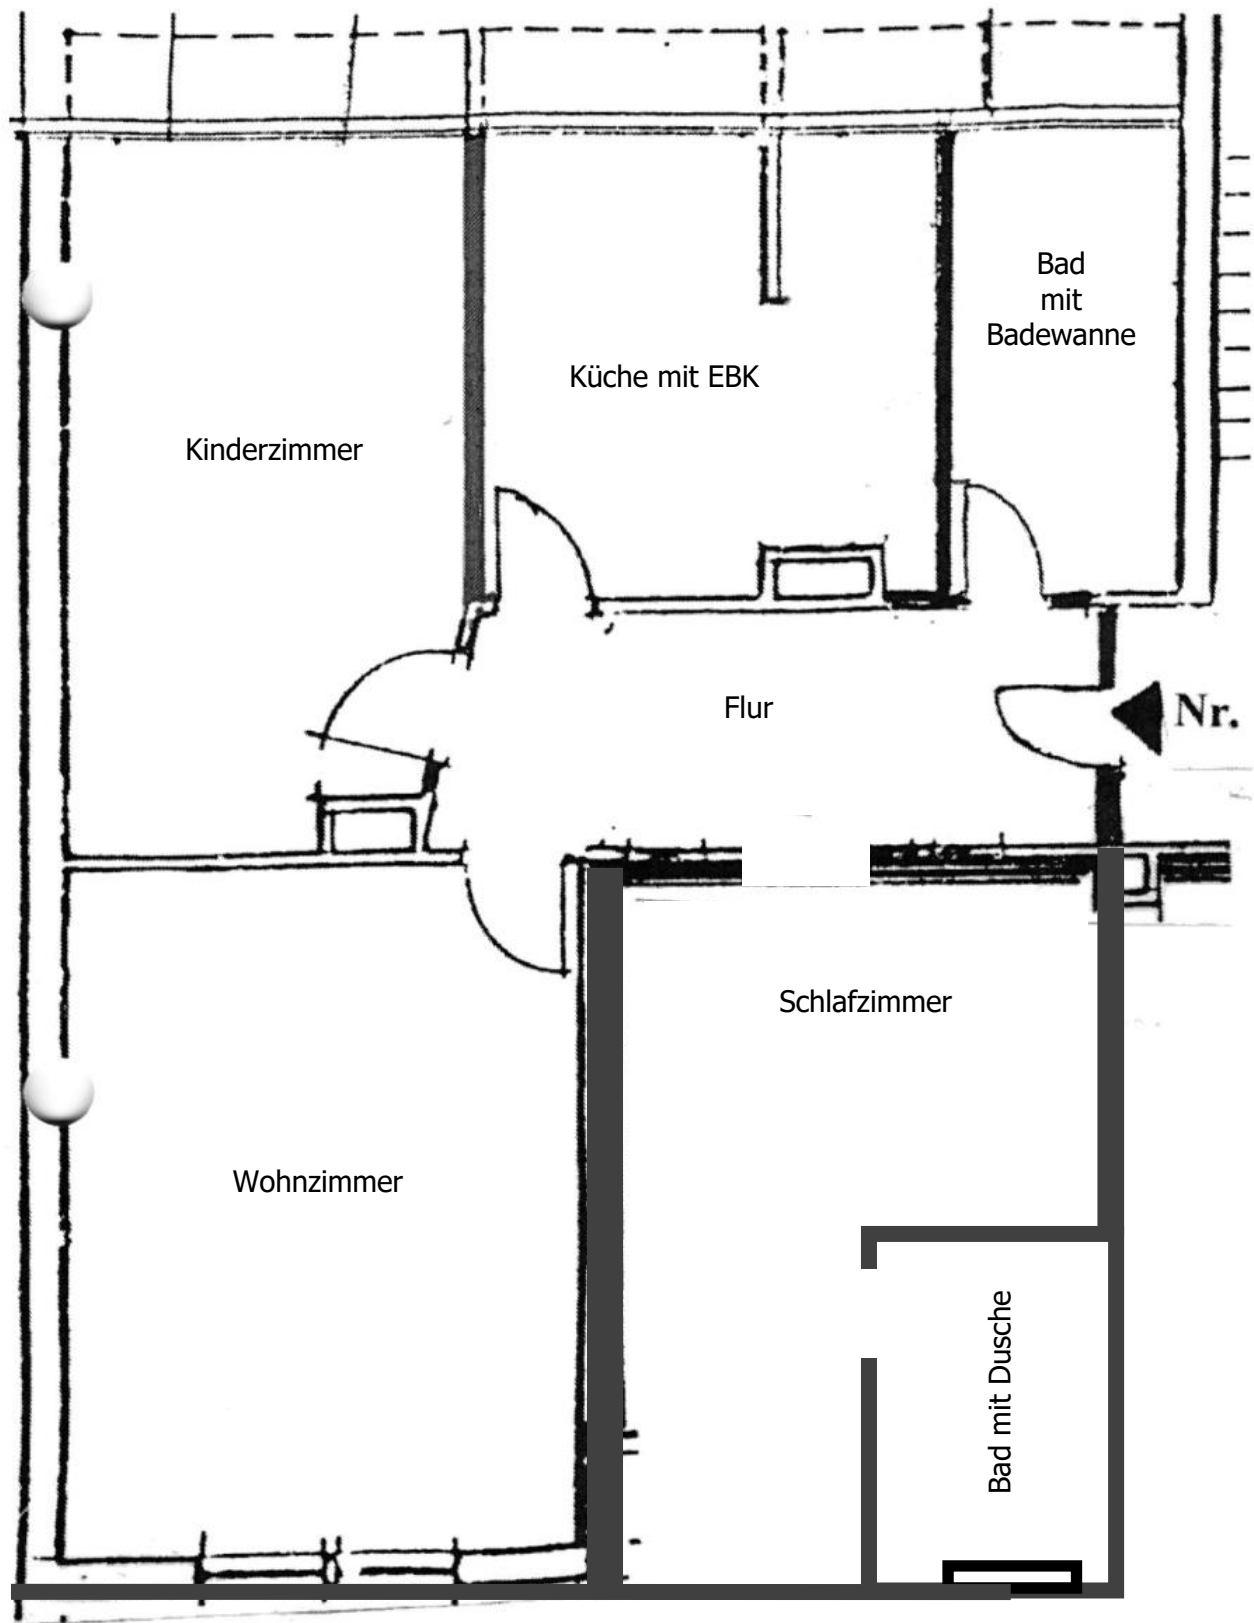 Bad
mit
Badewanne
Küche mit EBK
Kinderzimmer
Flur
Nr.
Schlafzimmer
Wohnzimmer
Bad mit Dusche